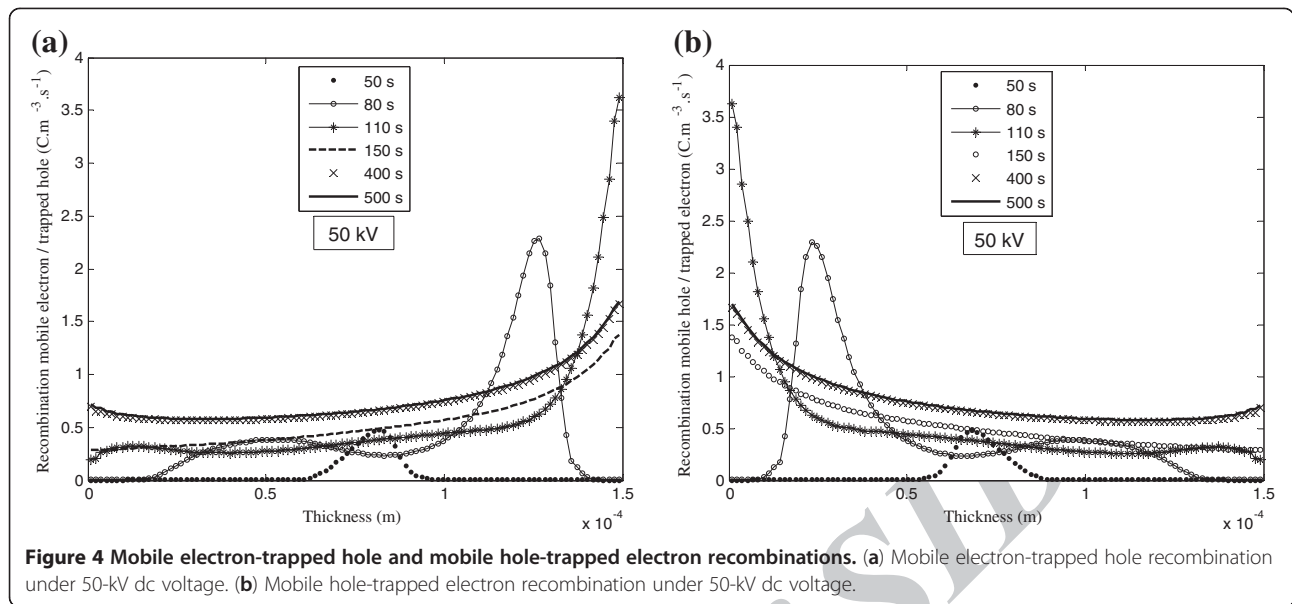 (a)
Recombination mobile electron / trapped hole (C.m -3 .s -1)
4
3.5
3
2.5
2
1.5
1
0.5
0
50 s
80 s
110 s
150 s
400 s
500 s
50 kV
0
0.5
1
1.5
Thickness (m)
x 10 -4
(b)
Recombination mobile hole / trapped electron (C.m -3 .s -1)
4
3.5
3
2.5
2
1.5
1
0.5
0
50 s
80 s
110 s
150 s
400 s
500 s
50 kV
0
0.5
1
1.5
Thickness (m)
x 10 -4
Figure 4 Mobile electron-trapped hole and mobile hole-trapped electron recombinations. (a) Mobile electron-trapped hole recombination
under 50-kV dc voltage. (b) Mobile hole-trapped electron recombination under 50-kV dc voltage.